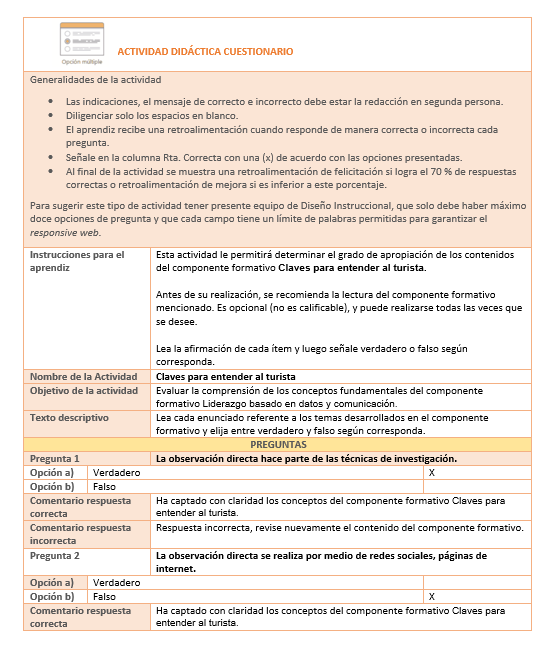 Opción múltiple
ACTIVIDAD DIDÁCTICA CUESTIONARIO
Generalidades de la actividad
• Las indicaciones, el mensaje de correcto e incorrecto debe estar la redacción en segunda persona.
• Diligenciar solo los espacios en blanco.
• El aprendiz recibe una retroalimentación cuando responde de manera correcta o incorrecta cada
pregunta.
• Señale en la columna Rta. Correcta con una (x) de acuerdo con las opciones presentadas.
• Al final de la actividad se muestra una retroalimentación de felicitación si logra el 70 % de respuestas
correctas o retroalimentación de mejora si es inferior a este porcentaje.
Para sugerir este tipo de actividad tener presente equipo de Diseño Instruccional, que solo debe haber máximo
doce opciones de pregunta y que cada campo tiene un límite de palabras permitidas para garantizar el
responsive web.
Instrucciones para el
aprendiz
Esta actividad le permitirá determinar el grado de apropiación de los contenidos
del componente formativo Claves para entender al turista.
Antes de su realización, se recomienda la lectura del componente formativo
mencionado. Es opcional (no es calificable), y puede realizarse todas las veces que
se desee.
Lea la afirmación de cada ítem y luego señale verdadero o falso según
corresponda.
Nombre de la Actividad Claves para entender al turista
Objetivo de la actividad Evaluar la comprensión de los conceptos fundamentales del componente
formativo Liderazgo basado en datos y comunicación.
Texto descriptivo Lea cada enunciado referente a los temas desarrollados en el componente
formativo y elija entre verdadero y falso según corresponda.
PREGUNTAS
Pregunta 1 La observación directa hace parte de las técnicas de investigación.
Opción a) Verdadero X
Opción b) Falso
Comentario respuesta
correcta
Ha captado con claridad los conceptos del componente formativo Claves para
entender al turista.
Comentario respuesta
incorrecta
Respuesta incorrecta, revise nuevamente el contenido del componente formativo.
Pregunta 2 La observación directa se realiza por medio de redes sociales, páginas de
internet.
Opción a) Verdadero
Opción b) Falso X
Comentario respuesta
correcta
Ha captado con claridad los conceptos del componente formativo Claves para
entender al turista.